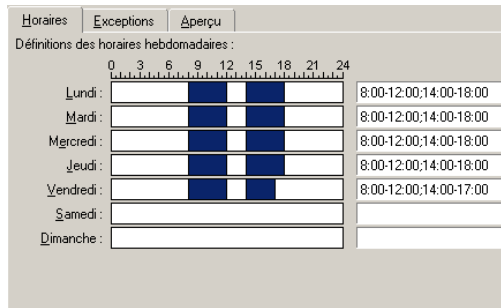 Horaires Exceptions Aperçu
Définitions des horaires hebdomadaires :
0 3 6 9 12 15 18 21 24
Lundi : 8:00-12:00;14:00-18:00
Mardi : 8:00-12:00;14:00-18:00
Mercredi : 8:00-12:00;14:00-18:00
Jeudi : 8:00-12:00;14:00-18:00
Vendredi : 8:00-12:00;14:00-17:00
Samedi :
Dimanche :